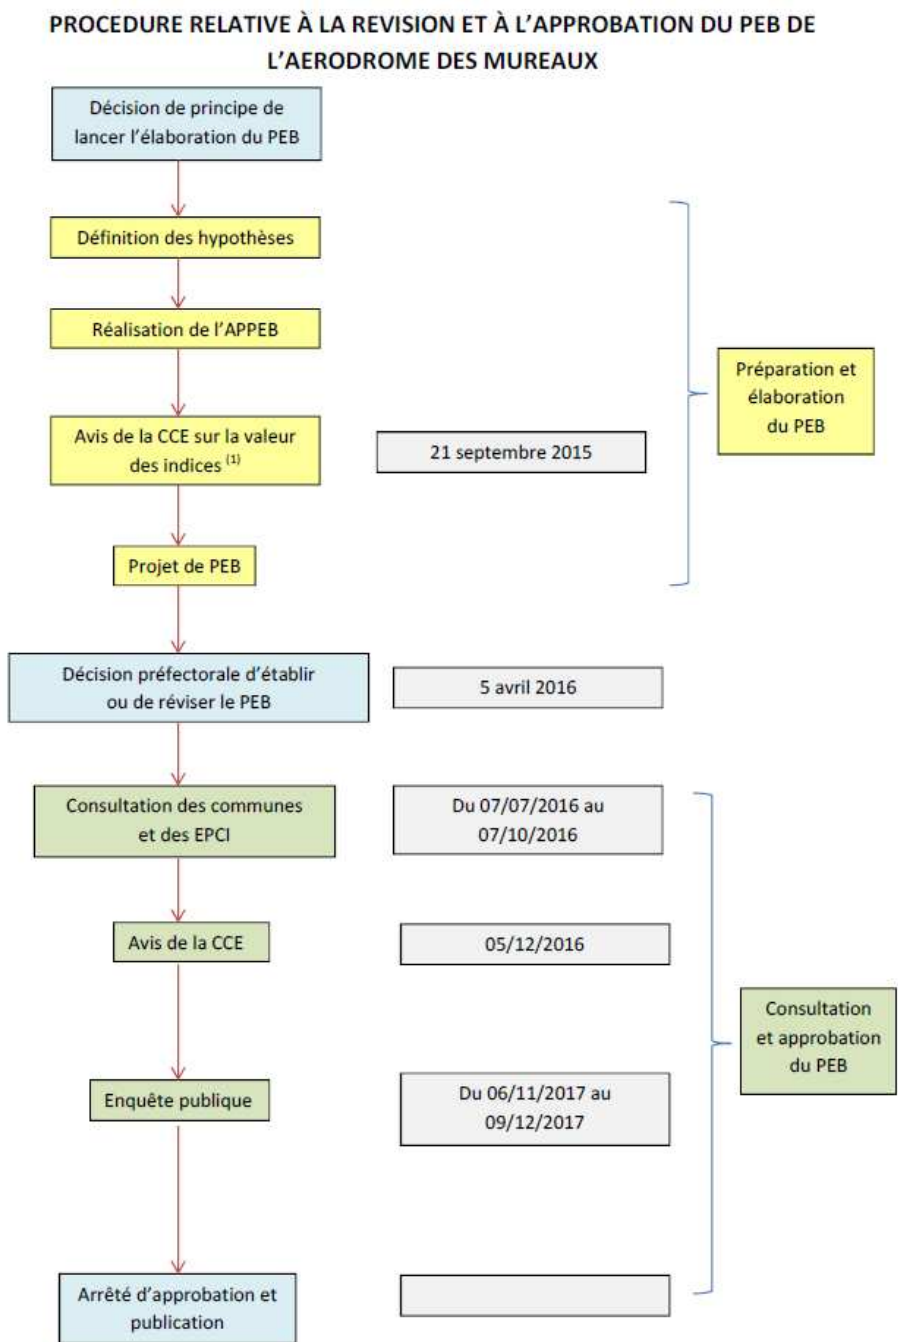 PROCEDURE RELATIVE À LA REVISION ET À L’APPROBATION DU PEB DE
L’AERODROME DES MUREAUX
Décision de principe de
lancer l’élaboration du PEB
Définition des hypothèses
Réalisation de l’APPEB
Préparation et
élaboration
du PEB
Avis de la CCE sur la valeur
des indices (1)
21 septembre 2015
Projet de PEB
Décision préfectorale d’établir
ou de réviser le PEB
5 avril 2016
Consultation des communes
et des EPCI
Du 07/07/2016 au
07/10/2016
Avis de la CCE
05/12/2016
Consultation
et approbation
du PEB
Enquête publique
Du 06/11/2017 au
09/12/2017
Arrêté d’approbation et
publication